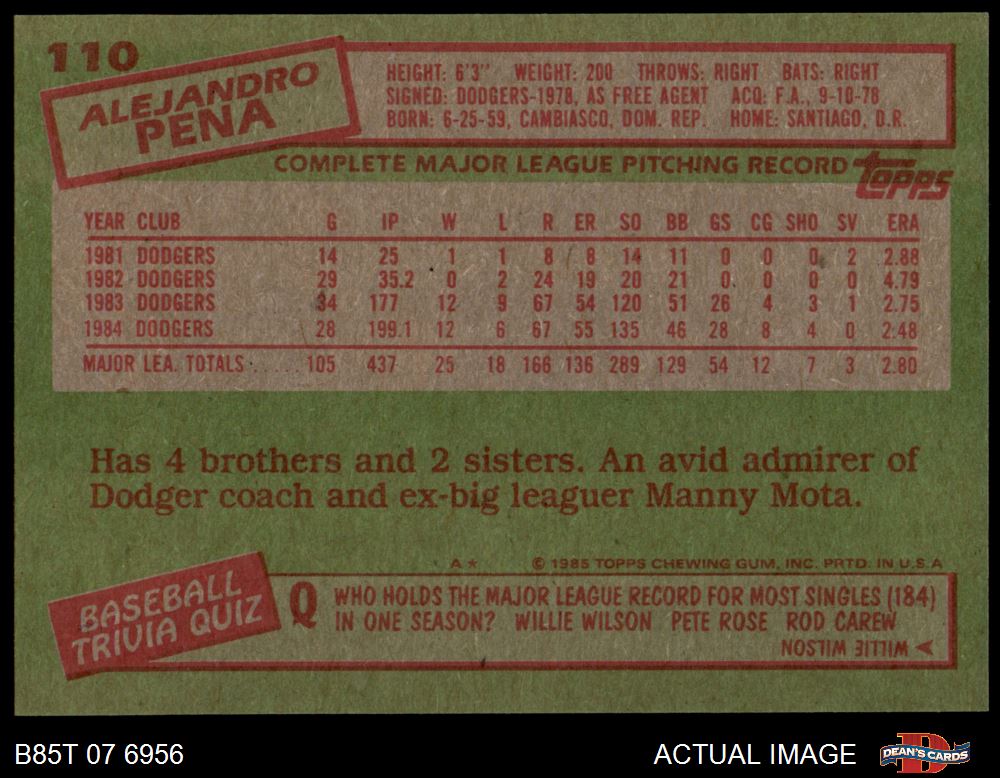 110
ALEJANDRO
PENA
HEIGHT: 6'3" WEIGHT: 200 THROWS: RIGHT BATS: RIGHT
SIGNED: DODGERS-1978, AS FREE AGENT ACQ: F.A., 9-10-78
BORN: 6-25-59, CAMBIASCO, DOM. REP. HOME: SANTIAGO, D.R.
COMPLETE MAJOR LEAGUE PITCHING RECORD topps
YEAR CLUB G IP W L R ER SO BB GS CG SHO SV ERA
1981 DODGERS 14 25 1 1 8 8 14 11 0 0 0 2 2.88
1982 DODGERS 29 35.2 0 2 24 19 20 21 0 0 0 0 4.79
1983 DODGERS 34 177 12 9 67 54 120 51 26 4 3 1 2.75
1984 DODGERS 28 199.1 12 6 67 55 135 46 28 8 4 0 2.48
MAJOR LEA. TOTALS ...... 105 437 25 18 166 136 289 129 54 12 7 3 2.80
Has 4 brothers and 2 sisters. An avid admirer of
Dodger coach and ex-big leaguer Manny Mota.
A* © 1985 TOPPS CHEWING GUM, INC. PRTD. IN U.S.A
BASEBALL
TRIVIA QUIZ
Q WHO HOLDS THE MAJOR LEAGUE RECORD FOR MOST SINGLES (184)
IN ONE SEASON? WILLIE WILSON PETE ROSE ROD CAREW
WILLIE WILSON
B85T 07 6956 ACTUAL IMAGE D DEAN'S CARDS